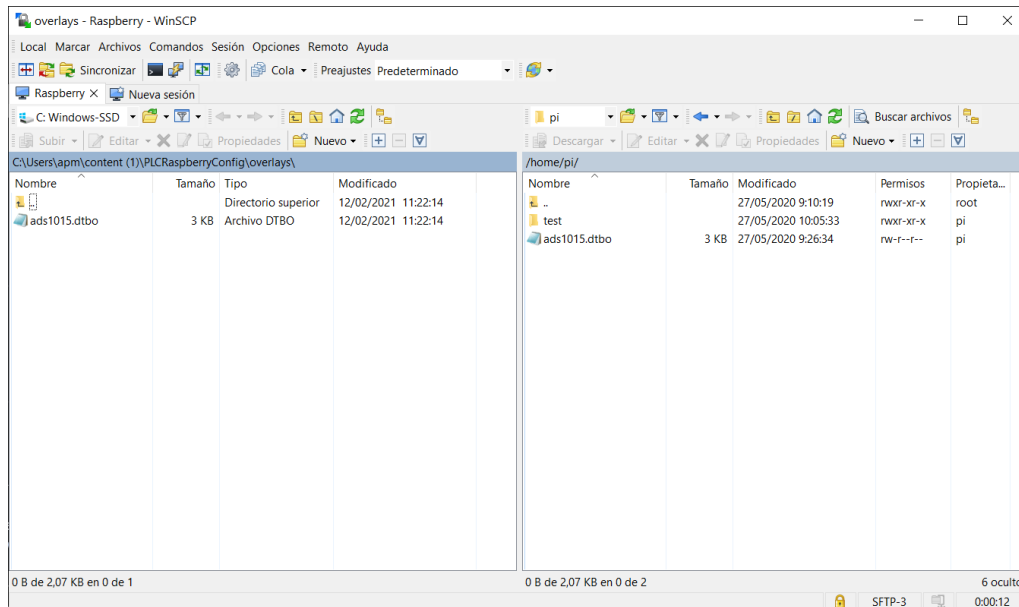 overlays - Raspberry - WinSCP
Local Marcar Archivos Comandos Sesión Opciones Remoto Ayuda
Sincronizar Cola Preajustes Predeterminado
Raspberry X Nueva sesión
C: Windows-SSD
Subir Editar Propiedades Nuevo
C:\Users\apm\content (1)\PLCRaspberryConfig\overlays\
Nombre Tamaño Tipo Modificado
.. Directorio superior 12/02/2021 11:22:14
ads1015.dtbo 3 KB Archivo DTBO 12/02/2021 11:22:14
0 B de 2,07 KB en 0 de 1
pi Buscar archivos
Descargar Editar Propiedades Nuevo
/home/pi/
Nombre Tamaño Modificado Permisos Propieta...
.. 27/05/2020 9:10:19 rwxr-xr-x root
test 27/05/2020 10:05:33 rwxr-xr-x pi
ads1015.dtbo 3 KB 27/05/2020 9:26:34 rw-r--r-- pi
0 B de 2,07 KB en 0 de 2 6 oculto
SFTP-3 0:00:12